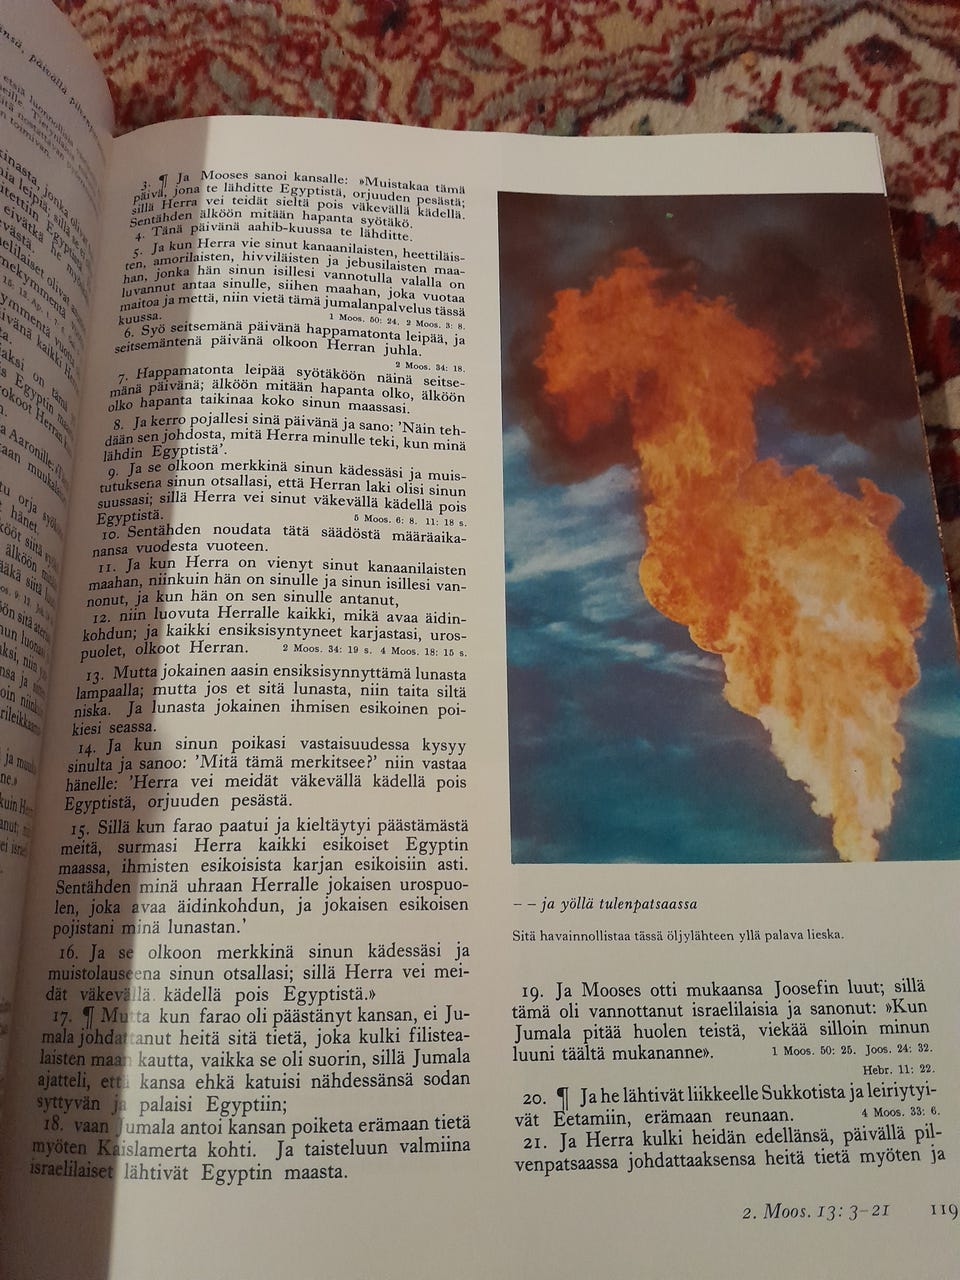 nsä, päivällä
3. ¶ Ja Mooses sanoi kansalle: »Muistakaa tämä
päivä, jona te lähditte Egyptistä, orjuuden pesästä;
sillä Herra vei teidät sieltä pois väkevällä kädellä.
Sentähden älköön mitään hapanta syötäkö.
4. Tänä päivänä aahib-kuussa te lähditte.
5. Ja kun Herra vie sinut kanaanilaisten, heettiläis-
ten, amorilaisten, hivviläisten ja jebusilaisten maa-
han, jonka hän sinun isillesi vannotulla valalla on
luvannut antaa sinulle, siihen maahan, joka vuotaa
maitoa ja mettä, niin vietä tämä jumalanpalvelus tässä
kuussa. 1 Moos. 50: 24. 2 Moos. 3: 8.
6. Syö seitsemänä päivänä happamatonta leipää, ja
seitsemäntenä päivänä olkoon Herran juhla.
2 Moos. 34: 18.
7. Happamatonta leipää syötäköön näinä seitse-
mänä päivänä; älköön mitään hapanta olko, älköön
olko hapanta taikinaa koko sinun maassasi.
8. Ja kerro pojallesi sinä päivänä ja sano: 'Näin teh-
dään sen johdosta, mitä Herra minulle teki, kun minä
lähdin Egyptistä'.
9. Ja se olkoon merkkinä sinun kädessäsi ja muis-
tutuksena sinun otsallasi, että Herran laki olisi sinun
suussasi; sillä Herra vei sinut väkevällä kädellä pois
Egyptistä. 5 Moos. 6: 8. 11: 18 s.
10. Sentähden noudata tätä säädöstä määräaika-
nansa vuodesta vuoteen.
11. Ja kun Herra on vienyt sinut kanaanilaisten
maahan, niinkuin hän on sinulle ja sinun isillesi van-
nonut, ja kun hän on sen sinulle antanut,
12. niin luovuta Herralle kaikki, mikä avaa äidin-
kohdun; ja kaikki ensiksisyntyneet karjastasi, uros-
puolet, olkoot Herran. 2 Moos. 34: 19 s. 4 Moos. 18: 15 s.
13. Mutta jokainen aasin ensiksisynnyttämä lunasta
lampaalla; mutta jos et sitä lunasta, niin taita siltä
niska. Ja lunasta jokainen ihmisen esikoinen poi-
kiesi seassa.
14. Ja kun sinun poikasi vastaisuudessa kysyy
sinulta ja sanoo: 'Mitä tämä merkitsee?' niin vastaa
hänelle: 'Herra vei meidät väkevällä kädellä pois
Egyptistä, orjuuden pesästä.
15. Sillä kun farao paatui ja kieltäytyi päästämästä
meitä, surmasi Herra kaikki esikoiset Egyptin
maassa, ihmisten esikoisista karjan esikoisiin asti.
Sentähden minä uhraan Herralle jokaisen urospuo-
len, joka avaa äidinkohdun, ja jokaisen esikoisen
pojistani minä lunastan.'
16. Ja se olkoon merkkinä sinun kädessäsi ja
muistolauseena sinun otsallasi; sillä Herra vei mei-
dät väkevällä kädellä pois Egyptistä.»
17. ¶ Mutta kun farao oli päästänyt kansan, ei Ju-
mala johdattanut heitä sitä tietä, joka kulki filistea-
laisten maan kautta, vaikka se oli suorin, sillä Jumala
ajatteli, että kansa ehkä katuisi nähdessänsä sodan
syttyvän ja palaisi Egyptiin;
18. vaan Jumala antoi kansan poiketa erämaan tietä
myöten Kaislamerta kohti. Ja taisteluun valmiina
israelilaiset lähtivät Egyptin maasta.
– – ja yöllä tulenpatsaassa
Sitä havainnollistaa tässä öljylähteen yllä palava lieska.
19. Ja Mooses otti mukaansa Joosefin luut; sillä
tämä oli vannottanut israelilaisia ja sanonut: »Kun
Jumala pitää huolen teistä, viekää silloin minun
luuni täältä mukananne». 1 Moos. 50: 25. Joos. 24: 32.
Hebr. 11: 22.
20. ¶ Ja he lähtivät liikkeelle Sukkotista ja leiriytyi-
vät Eetamiin, erämaan reunaan. 4 Moos. 33: 6.
21. Ja Herra kulki heidän edellänsä, päivällä pil-
venpatsaassa johdattaaksensa heitä tietä myöten ja
2. Moos. 13: 3–21 119